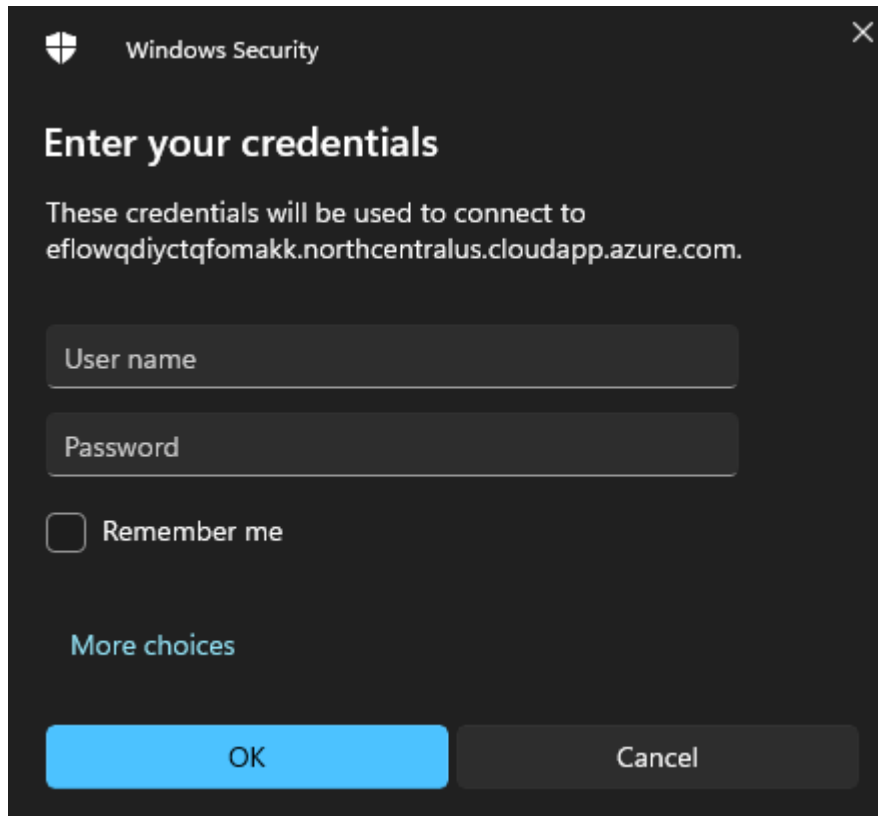 Windows Security
Enter your credentials
These credentials will be used to connect to
eflowqdiyctqfomakk.northcentralus.cloudapp.azure.com.
User name
Password
Remember me
More choices
OK
Cancel